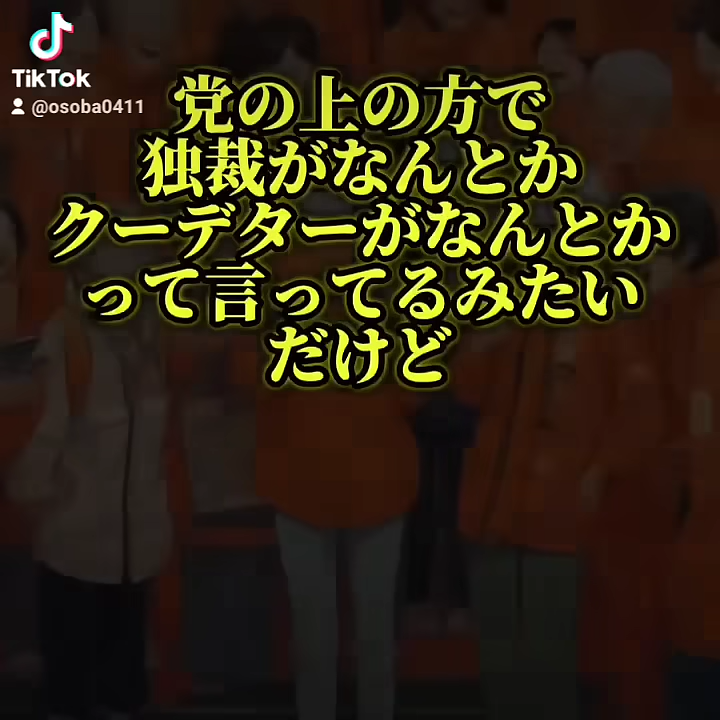 TikTok
@osoba0411
党の上の方で
独裁がなんとか
クーデターがなんとか
って言ってるみたい
だけど